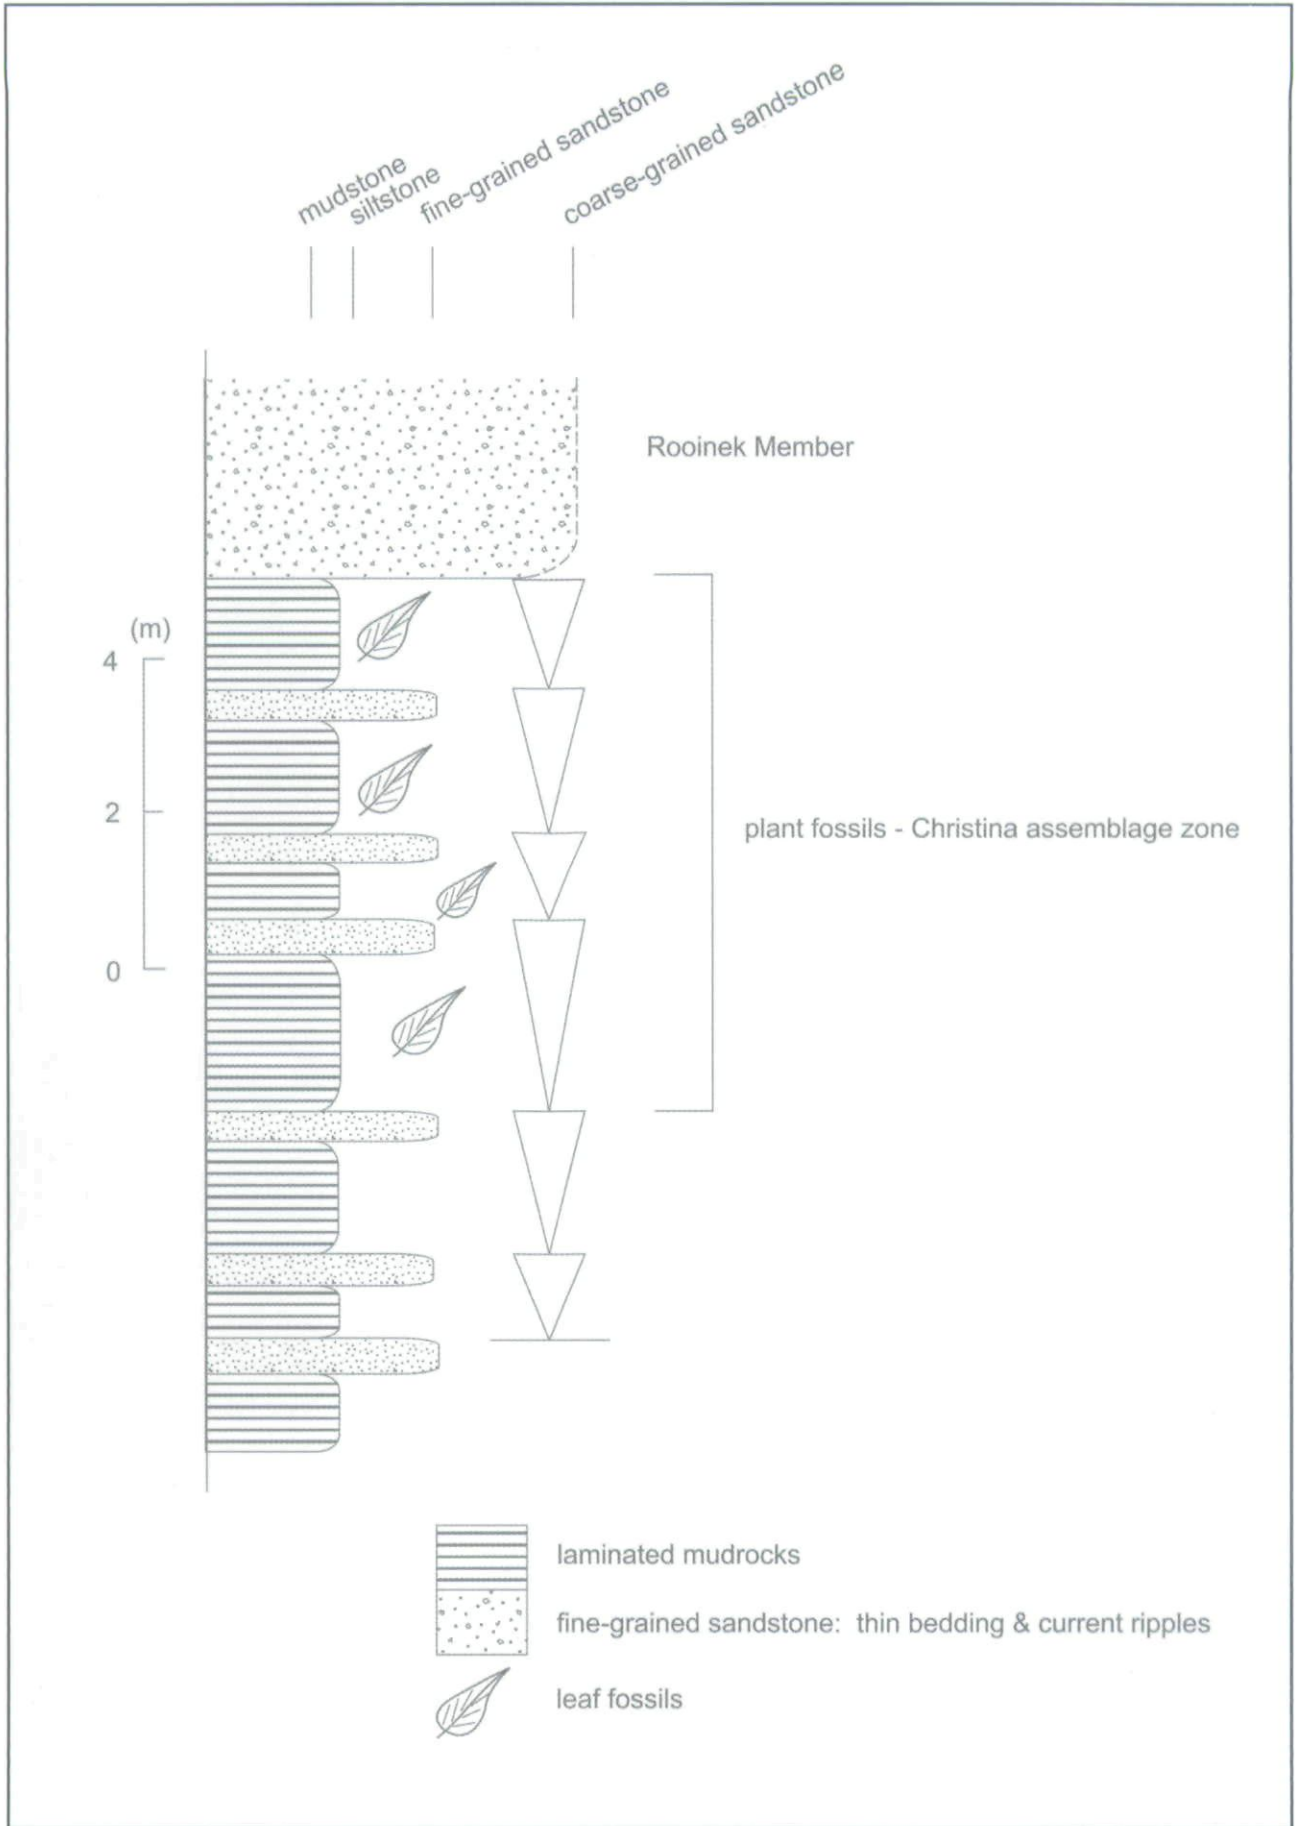 mudstone
siltstone
fine-grained sandstone
coarse-grained sandstone
Rooinek Member
(m)
4
2
plant fossils - Christina assemblage zone
0
laminated mudrocks
fine-grained sandstone: thin bedding & current ripples
leaf fossils